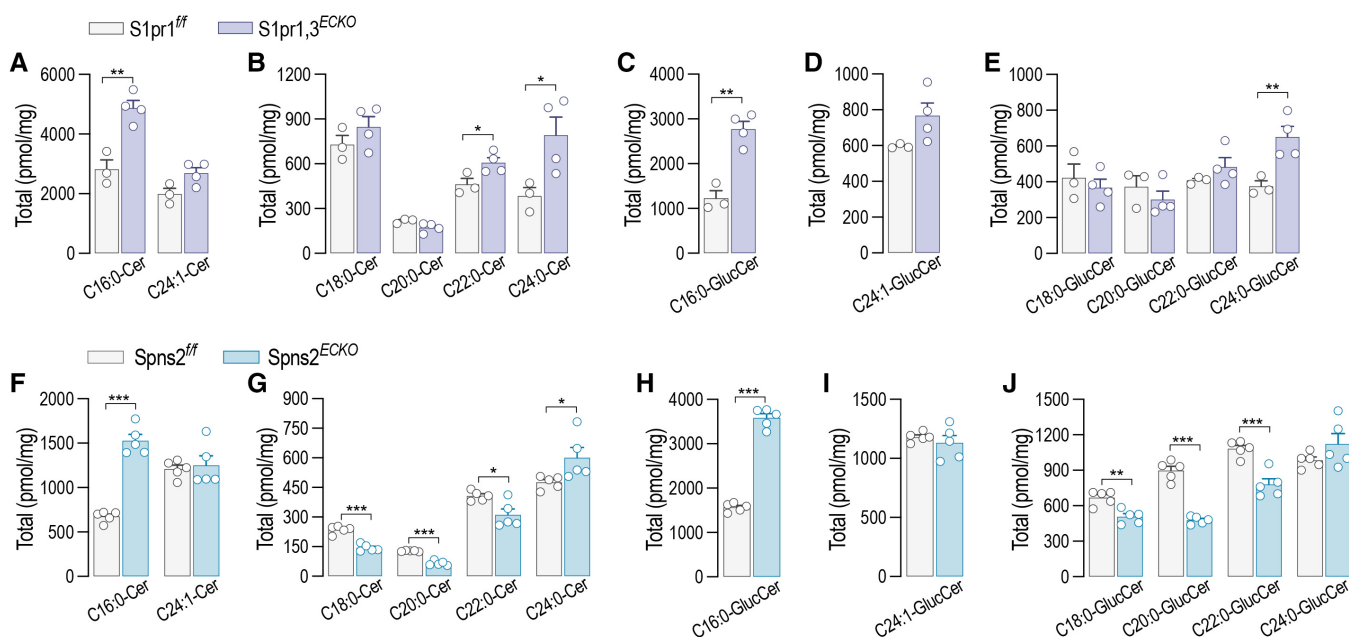 S1pr1f/f S1pr1,3ECKO
A B C D E
Total (pmol/mg)
6000
4000
2000
0
**
C16:0-Cer
C24:1-Cer
Total (pmol/mg)
1200
900
600
300
0
*
*
C18:0-Cer
C20:0-Cer
C22:0-Cer
C24:0-Cer
Total (pmol/mg)
4000
3000
2000
1000
0
**
C16:0-GlucCer
Total (pmol/mg)
1000
800
600
400
200
0
C24:1-GlucCer
Total (pmol/mg)
1000
800
600
400
200
0
**
C18:0-GlucCer
C20:0-GlucCer
C22:0-GlucCer
C24:0-GlucCer
Spns2f/f Spns2ECKO
F G H I J
Total (pmol/mg)
2000
1500
1000
500
0
***
C16:0-Cer
C24:1-Cer
Total (pmol/mg)
900
750
600
450
300
150
0
***
***
*
*
C18:0-Cer
C20:0-Cer
C22:0-Cer
C24:0-Cer
Total (pmol/mg)
4000
3000
2000
1000
0
***
C16:0-GlucCer
Total (pmol/mg)
1500
1000
500
0
C24:1-GlucCer
Total (pmol/mg)
1500
1200
900
600
300
0
**
***
***
C18:0-GlucCer
C20:0-GlucCer
C22:0-GlucCer
C24:0-GlucCer